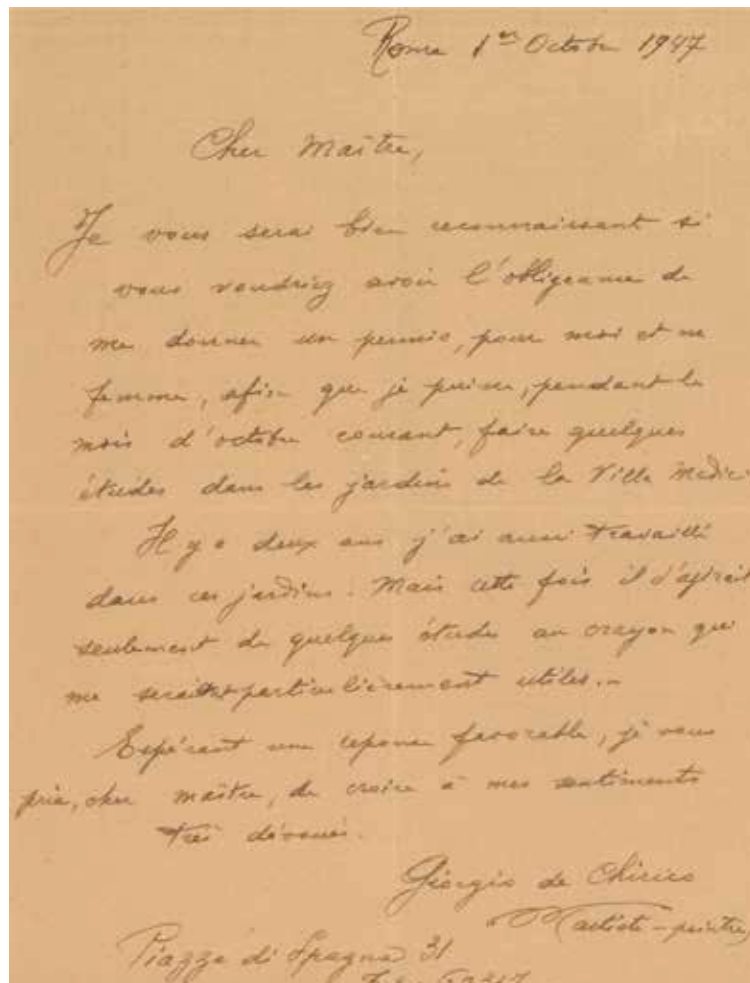 Rome 1er Octobre 1947
Cher Maître,
Je vous serai bien reconnaissant si
vous voudriez avoir l'obligeance de
me donner un permis, pour moi et ma
femme, afin que je puisse, pendant le
mois d'octobre courant, faire quelques
études dans les jardins de la Villa Medici
Il y a deux ans j'ai aussi travaillé
dans ces jardins. Mais cette fois il s'agirait
seulement de quelques études au crayon qui
me seraient particulièrement utiles..
Espérant une reponse favorable, je vous
prie, cher maître, de croire à mes sentiments
très dévoués.
Giorgio de Chirico
(artiste-peintre)
Piazza di Spagna 31